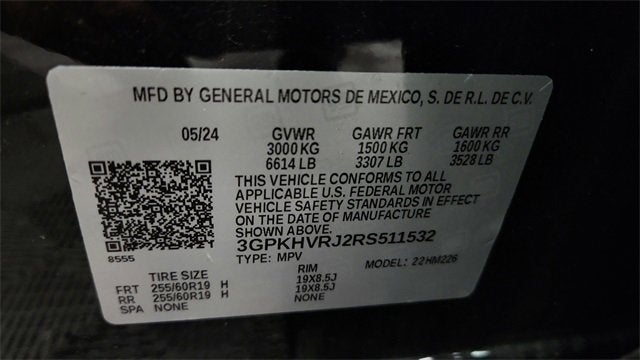 MFD BY GENERAL MOTORS DE MEXICO, S. DE R.L. DE C.V.
05/24 GVWR GAWR FRT GAWR RR
3000 KG 1500 KG 1600 KG
6614 LB 3307 LB 3528 LB
THIS VEHICLE CONFORMS TO ALL
APPLICABLE U.S. FEDERAL MOTOR
VEHICLE SAFETY STANDARDS IN EFFECT
ON THE DATE OF MANUFACTURE
SHOWN ABOVE.
3GPKHVRJ2RS511532
8555 TYPE: MPV MODEL: 22HM226
TIRE SIZE RIM
FRT 255/60R19 H 19X8.5J
RR 255/60R19 H 19X8.5J
SPA NONE NONE